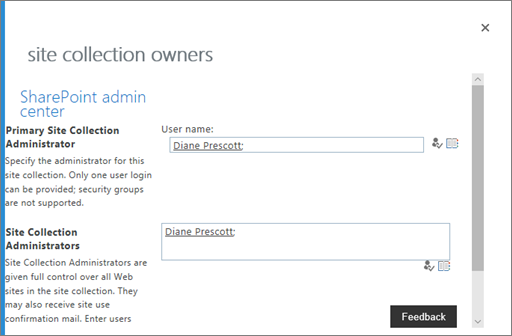 site collection owners
SharePoint admin
center
Primary Site Collection
Administrator
Specify the administrator for this
site collection. Only one user login
can be provided; security groups
are not supported.
User name:
Diane Prescott;
Site Collection
Administrators
Site Collection Administrators are
given full control over all Web
sites in the site collection. They
may also receive site use
confirmation mail. Enter users
Diane Prescott;
Feedback